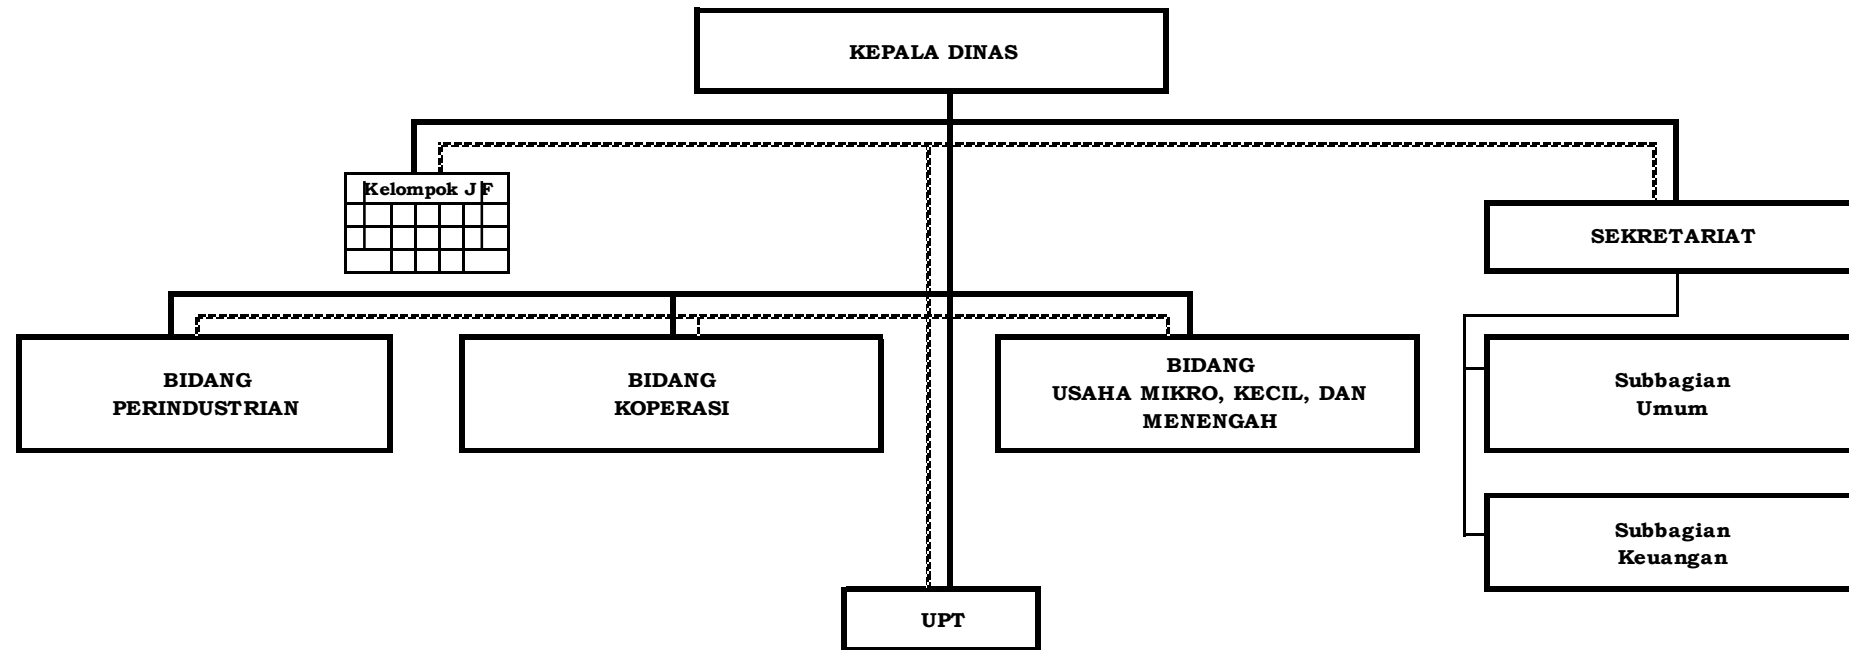 KEPALA DINAS
Kelompok J F
SEKRETARIAT
BIDANG
PERINDUSTRIAN
BIDANG
KOPERASI
BIDANG
USAHA MIKRO, KECIL, DAN
MENENGAH
Subbagian
Umum
Subbagian
Keuangan
UPT